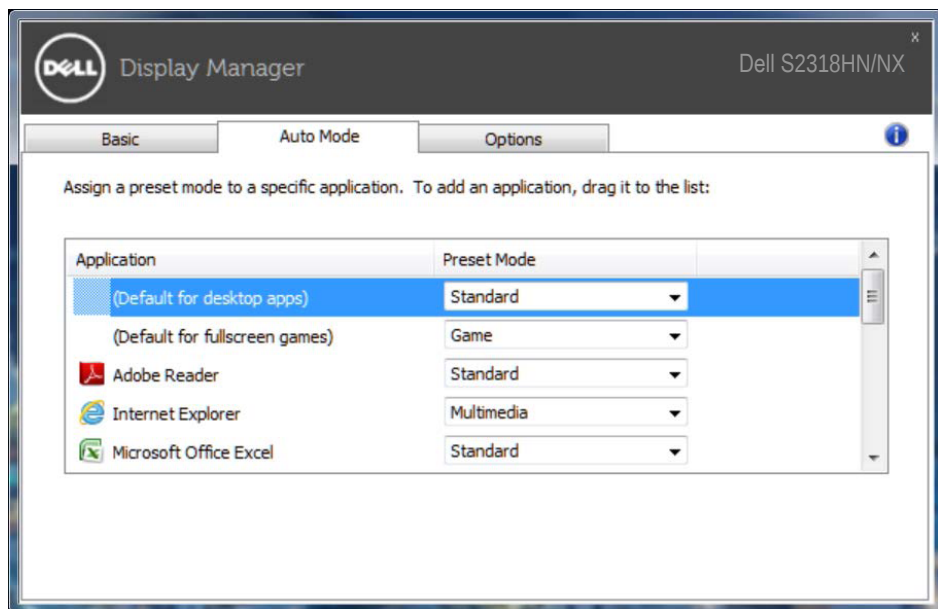 x
DELL Display Manager Dell S2318HN/NX
Basic Auto Mode Options
Assign a preset mode to a specific application. To add an application, drag it to the list:
Application Preset Mode
(Default for desktop apps) Standard
(Default for fullscreen games) Game
Adobe Reader Standard
Internet Explorer Multimedia
Microsoft Office Excel Standard